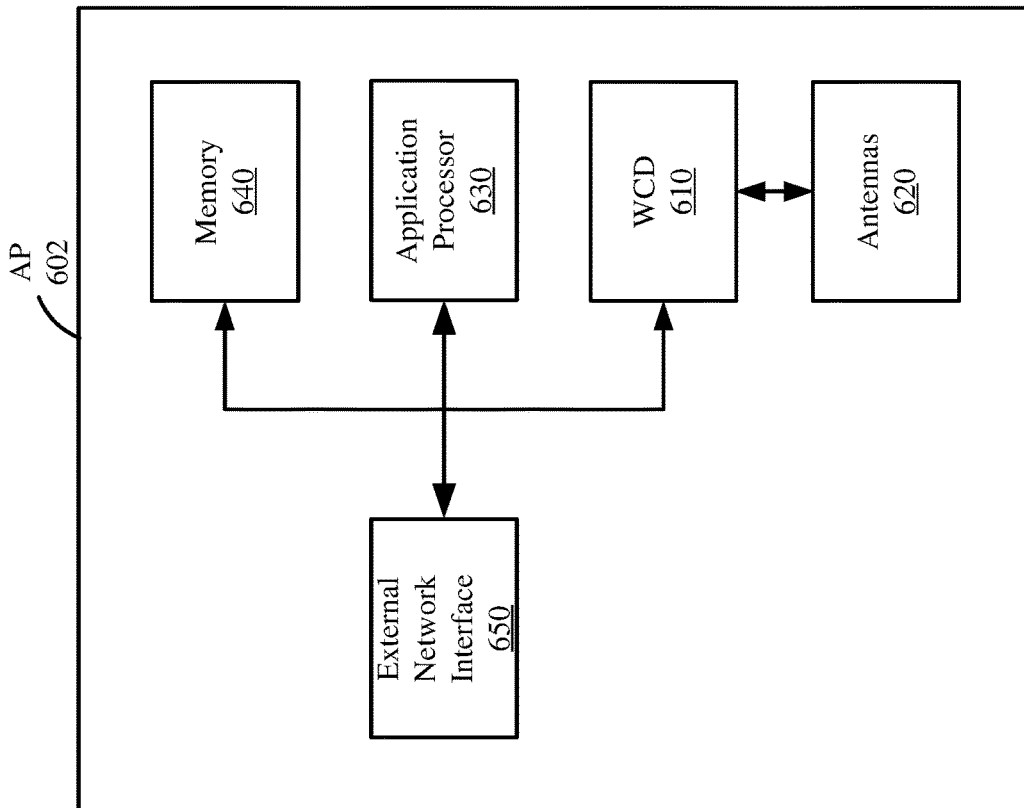 AP
602
Memory
640
Application
Processor
630
WCD
610
Antennas
620
External
Network
Interface
650